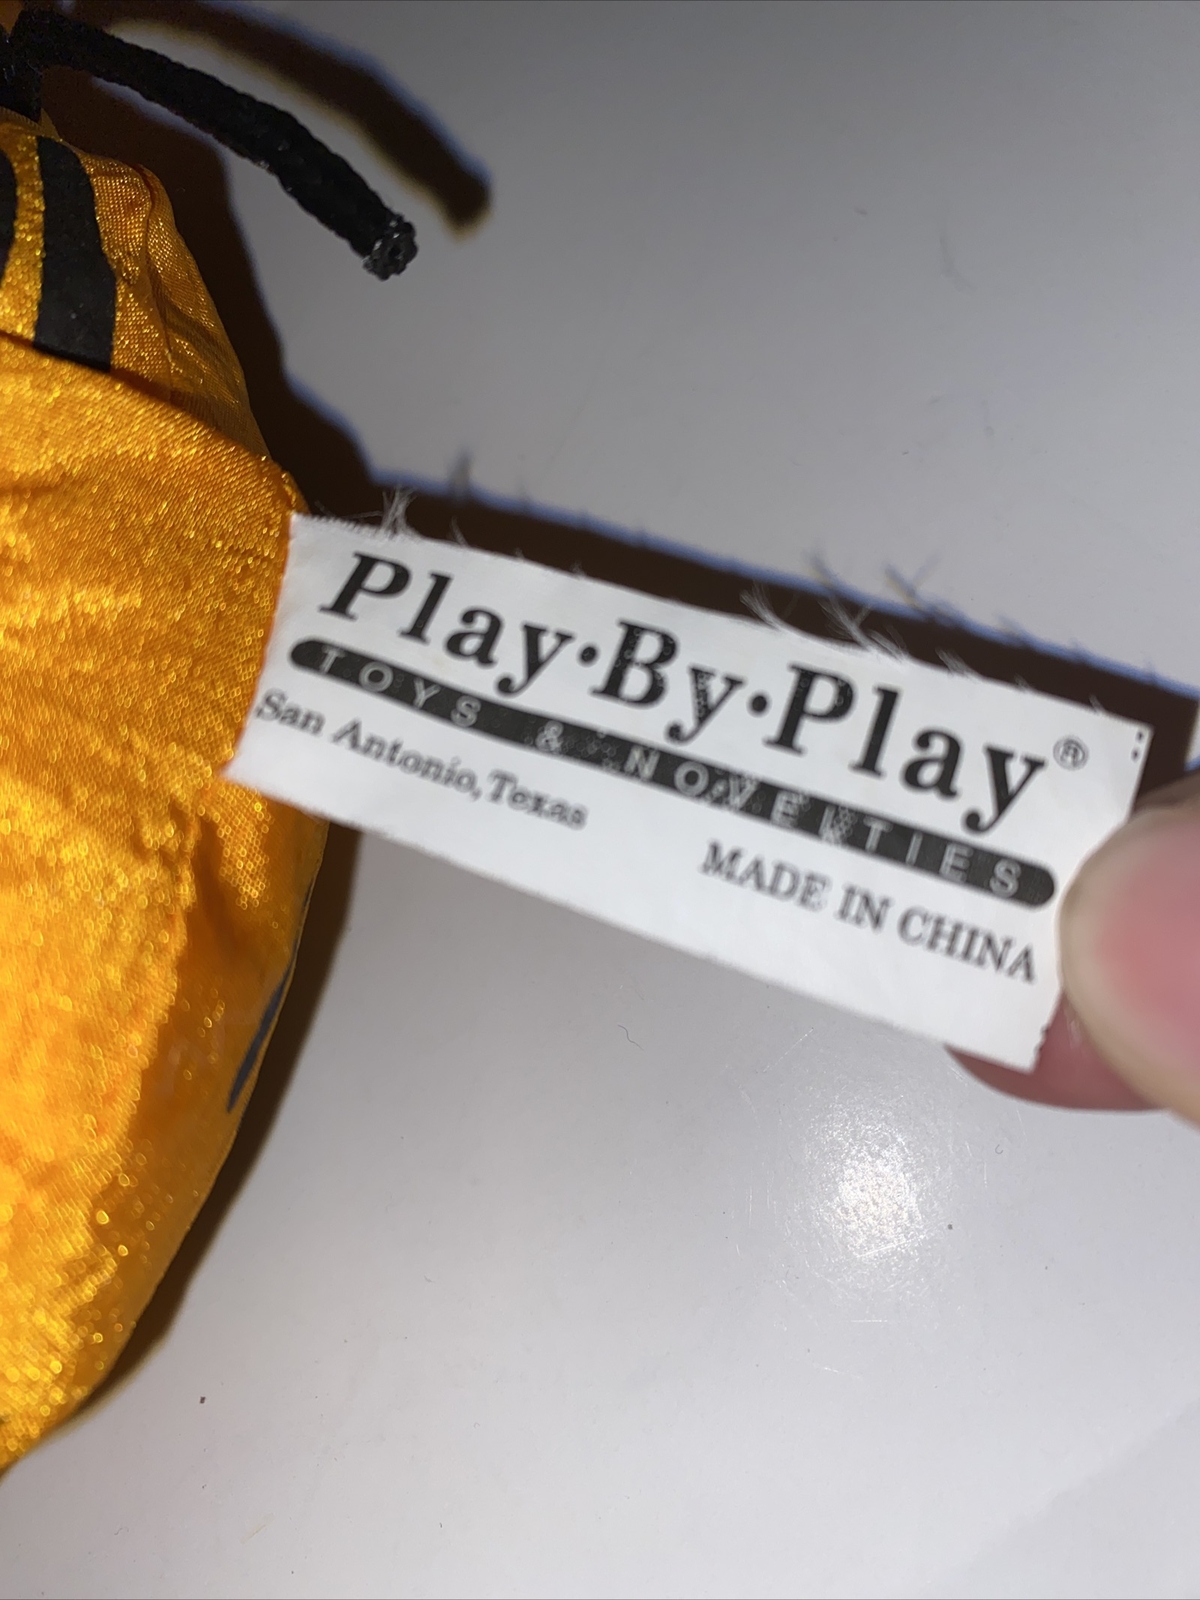 Play·By·Play®
TOYS & NOVELTIES
San Antonio, Texas
MADE IN CHINA